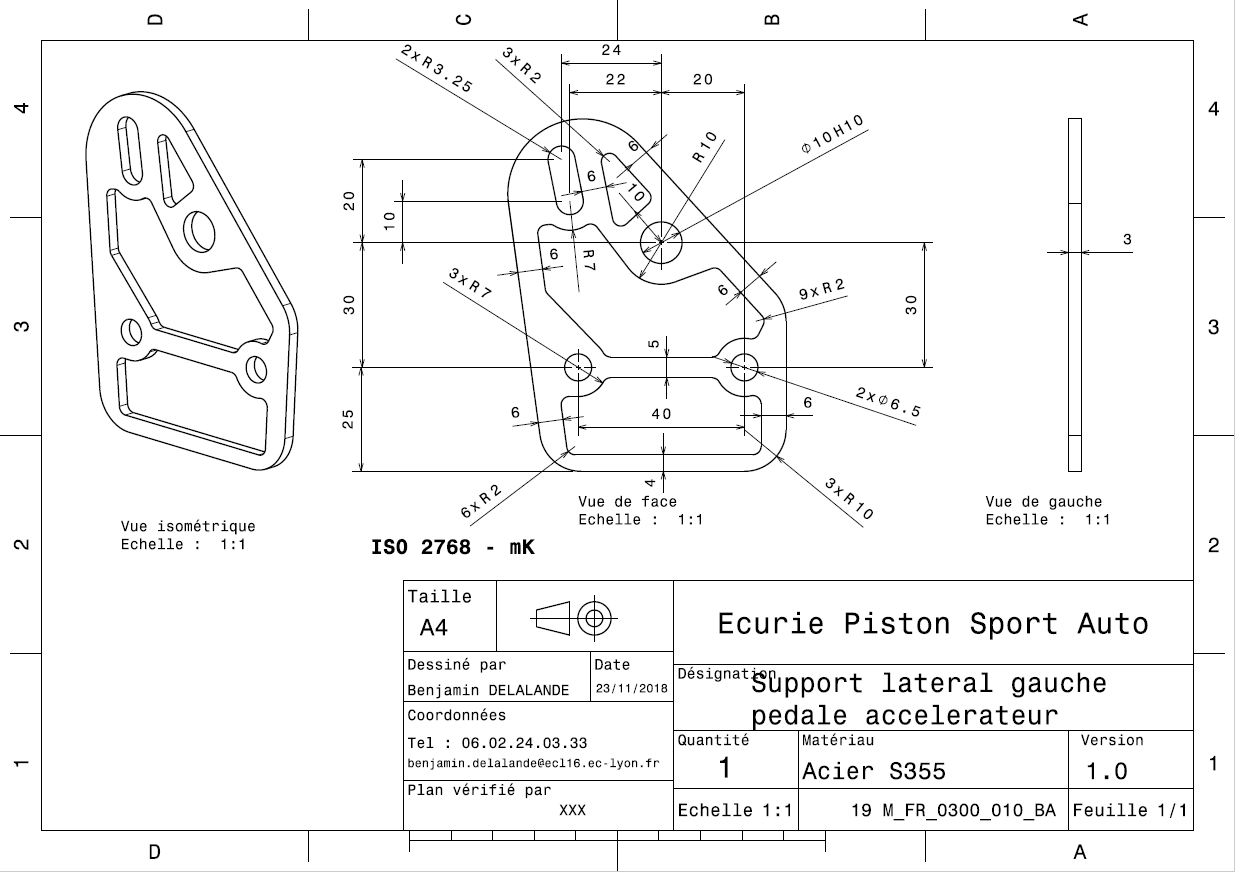 D
C
B
A
4
4
3
3
2
2
1
1
2xR3.25
3xR2
24
22
20
6
R10
Φ10H10
6
10
20
10
6
R7
3xR7
6
9xR2
30
30
5
2xΦ6.5
25
6
40
6
4
6xR2
3xR10
3
Vue de face
Echelle :  1:1
Vue de gauche
Echelle :  1:1
Vue isométrique
Echelle :  1:1
ISO 2768 - mK
Taille
A4
Ecurie Piston Sport Auto
Dessiné par
Benjamin DELALANDE
Date
23/11/2018
Désignation
Support lateral gauche
pedale accelerateur
Coordonnées
Tel : 06.02.24.03.33
benjamin.delalande@ecl16.ec-lyon.fr
Quantité
1
Matériau
Acier S355
Version
1.0
Plan vérifié par
XXX
Echelle 1:1
19 M_FR_0300_010_BA
Feuille 1/1
D
A